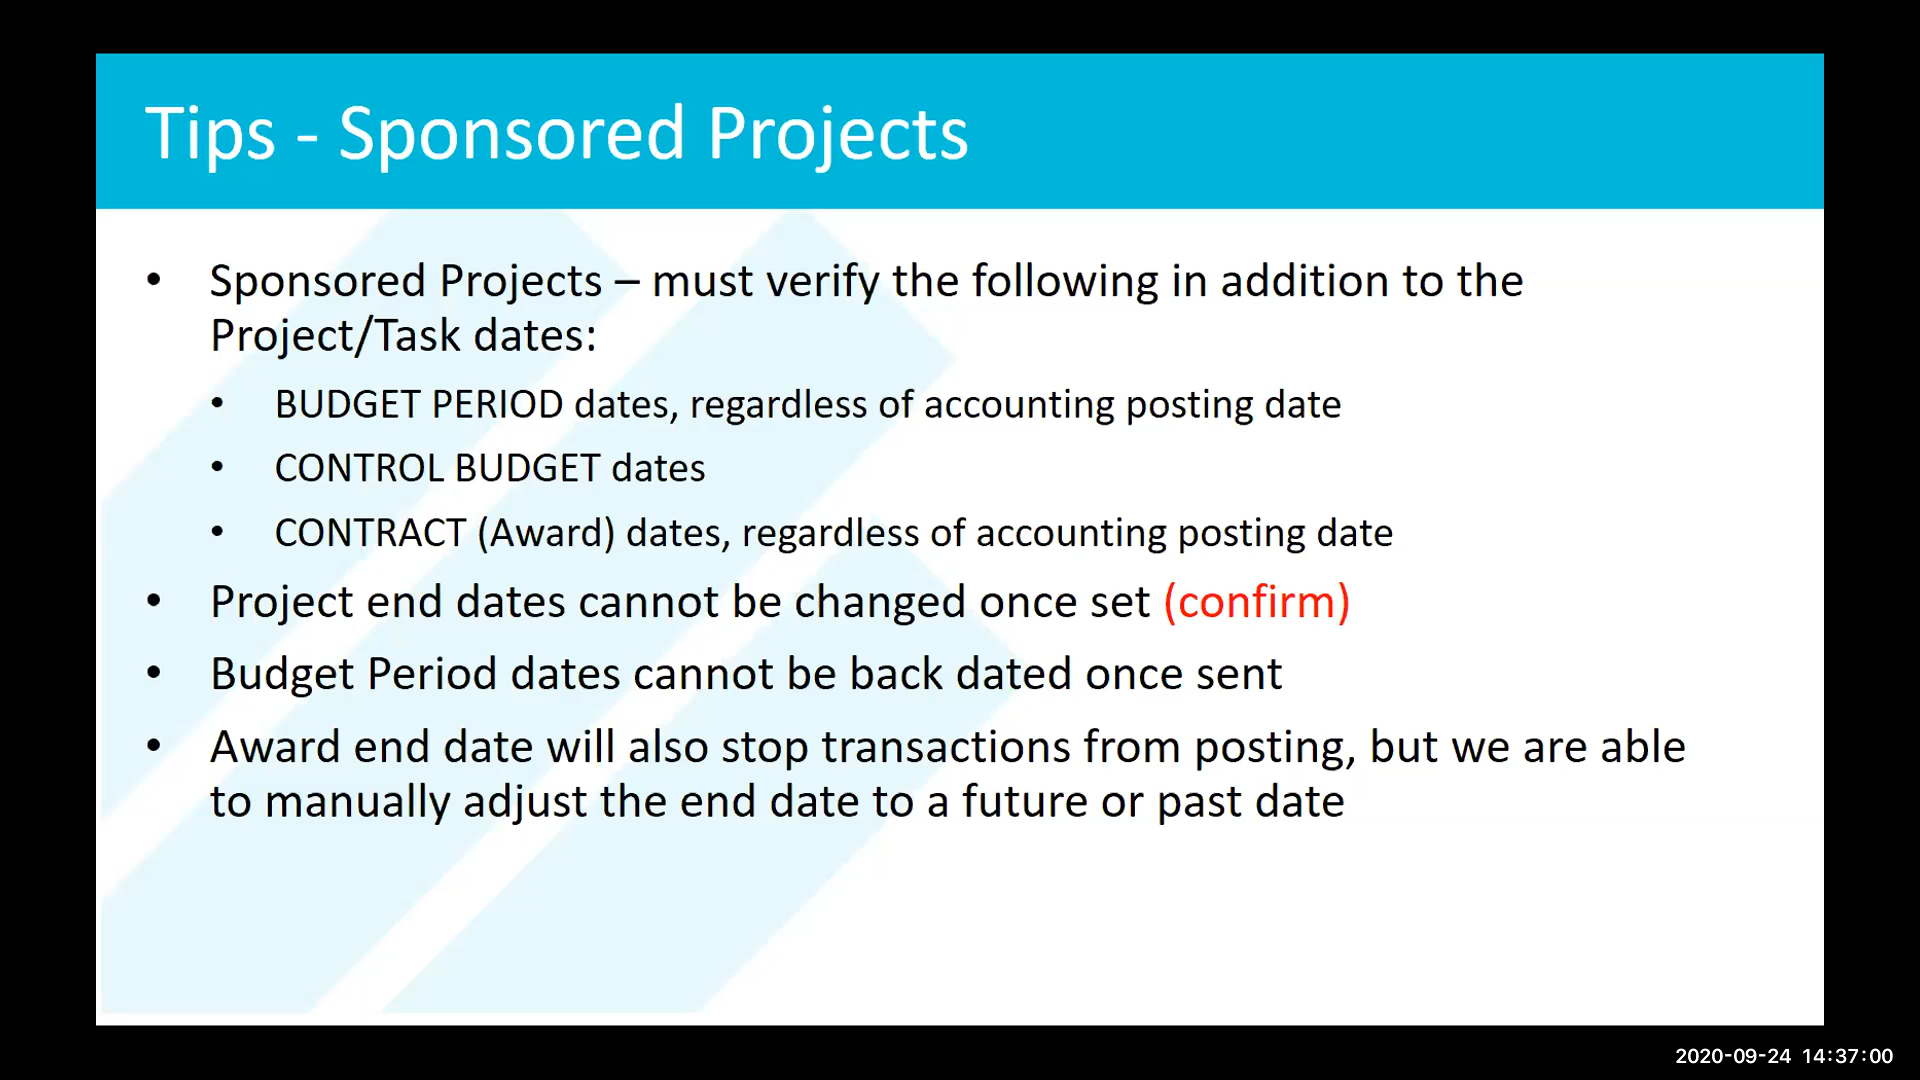 Tips - Sponsored Projects
• Sponsored Projects – must verify the following in addition to the
Project/Task dates:
• BUDGET PERIOD dates, regardless of accounting posting date
• CONTROL BUDGET dates
• CONTRACT (Award) dates, regardless of accounting posting date
• Project end dates cannot be changed once set (confirm)
• Budget Period dates cannot be back dated once sent
• Award end date will also stop transactions from posting, but we are able
to manually adjust the end date to a future or past date
2020-09-24 14:37:00